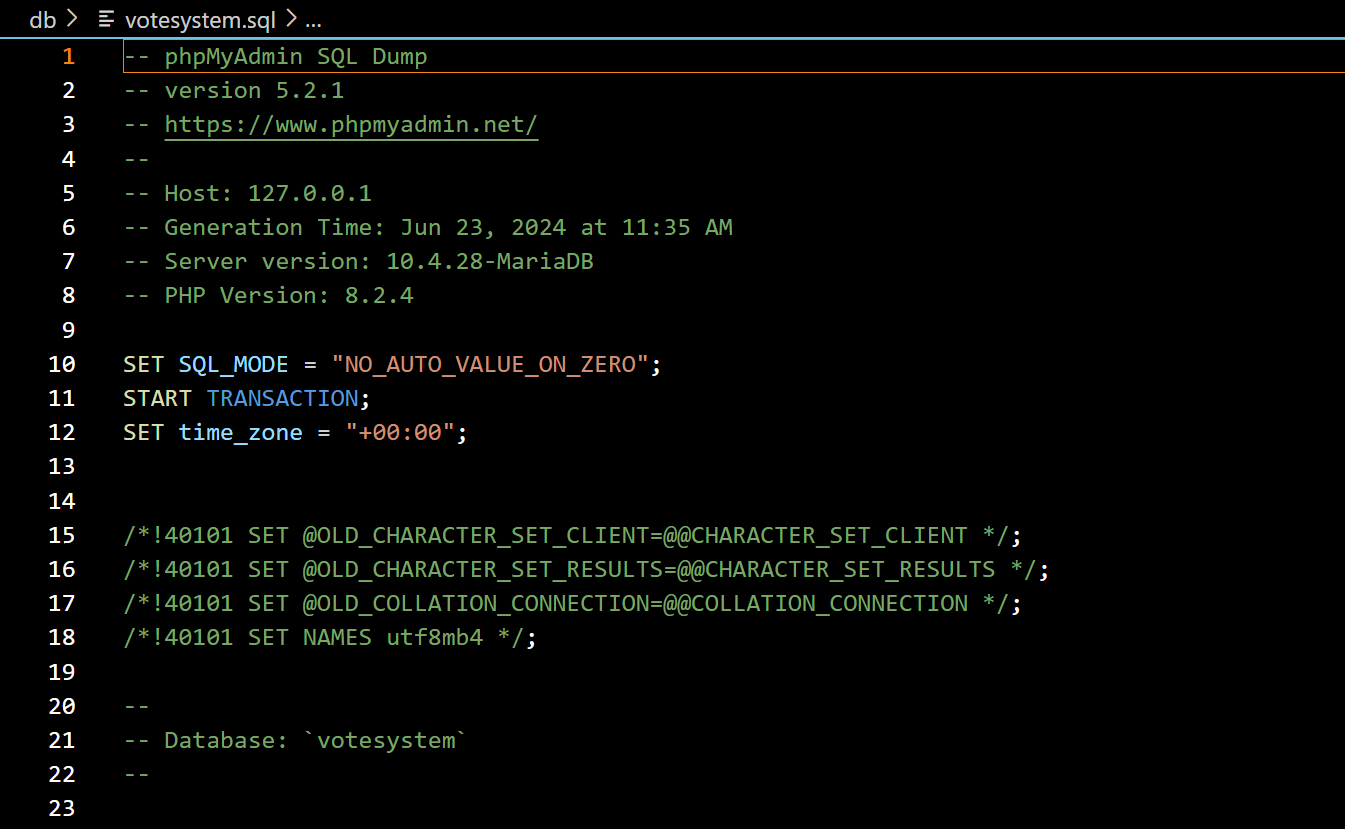 db > votesystem.sql > ...
1 -- phpMyAdmin SQL Dump
2 -- version 5.2.1
3 -- https://www.phpmyadmin.net/
4 --
5 -- Host: 127.0.0.1
6 -- Generation Time: Jun 23, 2024 at 11:35 AM
7 -- Server version: 10.4.28-MariaDB
8 -- PHP Version: 8.2.4
9
10 SET SQL_MODE = "NO_AUTO_VALUE_ON_ZERO";
11 START TRANSACTION;
12 SET time_zone = "+00:00";
13
14
15 /*!40101 SET @OLD_CHARACTER_SET_CLIENT=@@CHARACTER_SET_CLIENT */;
16 /*!40101 SET @OLD_CHARACTER_SET_RESULTS=@@CHARACTER_SET_RESULTS */;
17 /*!40101 SET @OLD_COLLATION_CONNECTION=@@COLLATION_CONNECTION */;
18 /*!40101 SET NAMES utf8mb4 */;
19
20 --
21 -- Database: `votesystem`
22 --
23